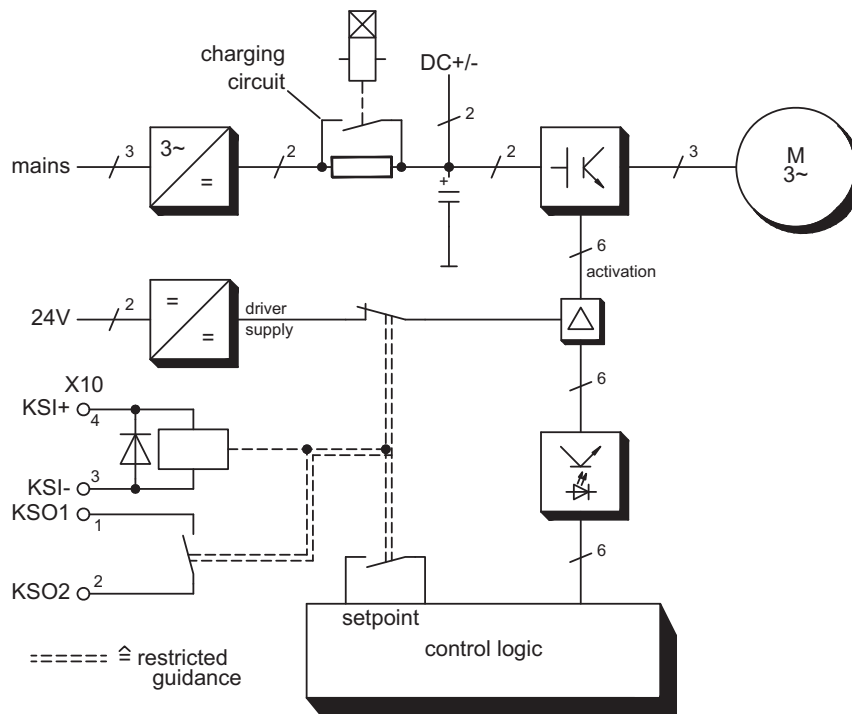 charging
circuit
DC+/-
2
mains
3
3~
=
2
2
3
M
3~
+
6
activation
24V
2
=
=
driver
supply
6
X10
KSI+
4
KSI-
3
KSO1
1
KSO2
2
6
setpoint
control logic
≙ restricted
guidance